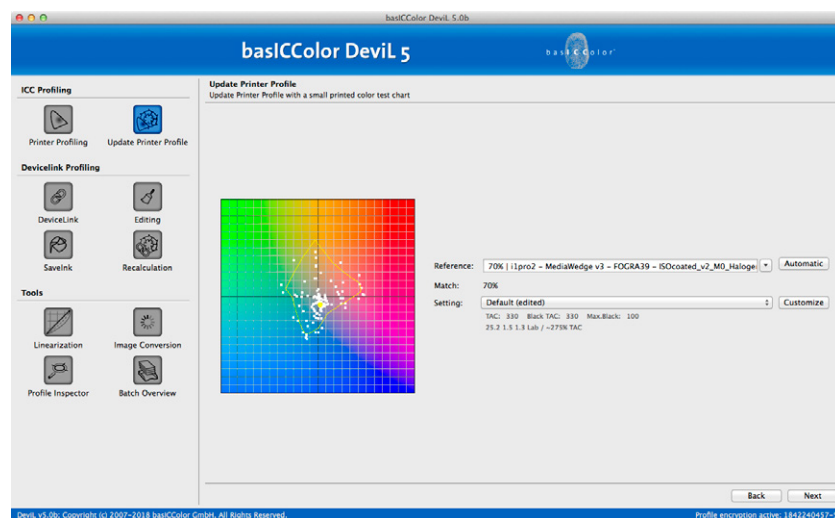 basICColor DeviL 5.0b
basICColor DeviL 5
basICColor
ICC Profiling
Printer Profiling
Update Printer Profile
Devicelink Profiling
DeviceLink
Editing
SaveInk
Recalculation
Tools
Linearization
Image Conversion
Profile Inspector
Batch Overview
Update Printer Profile
Update Printer Profile with a small printed color test chart
Reference: 70% | i1pro2 - MediaWedge v3 - FOGRA39 - ISOcoated_v2_M0_Haloge Automatic
Match: 70%
Setting: Default (edited) Customize
TAC: 330 Black TAC: 330 Max.Black: 100
25.2 1.5 1.3 Lab / ~275% TAC
Back Next
DeviL v5.0b: Copyright (c) 2007-2018 basICColor GmbH. All Rights Reserved.
Profile encryption active: 1842240457-